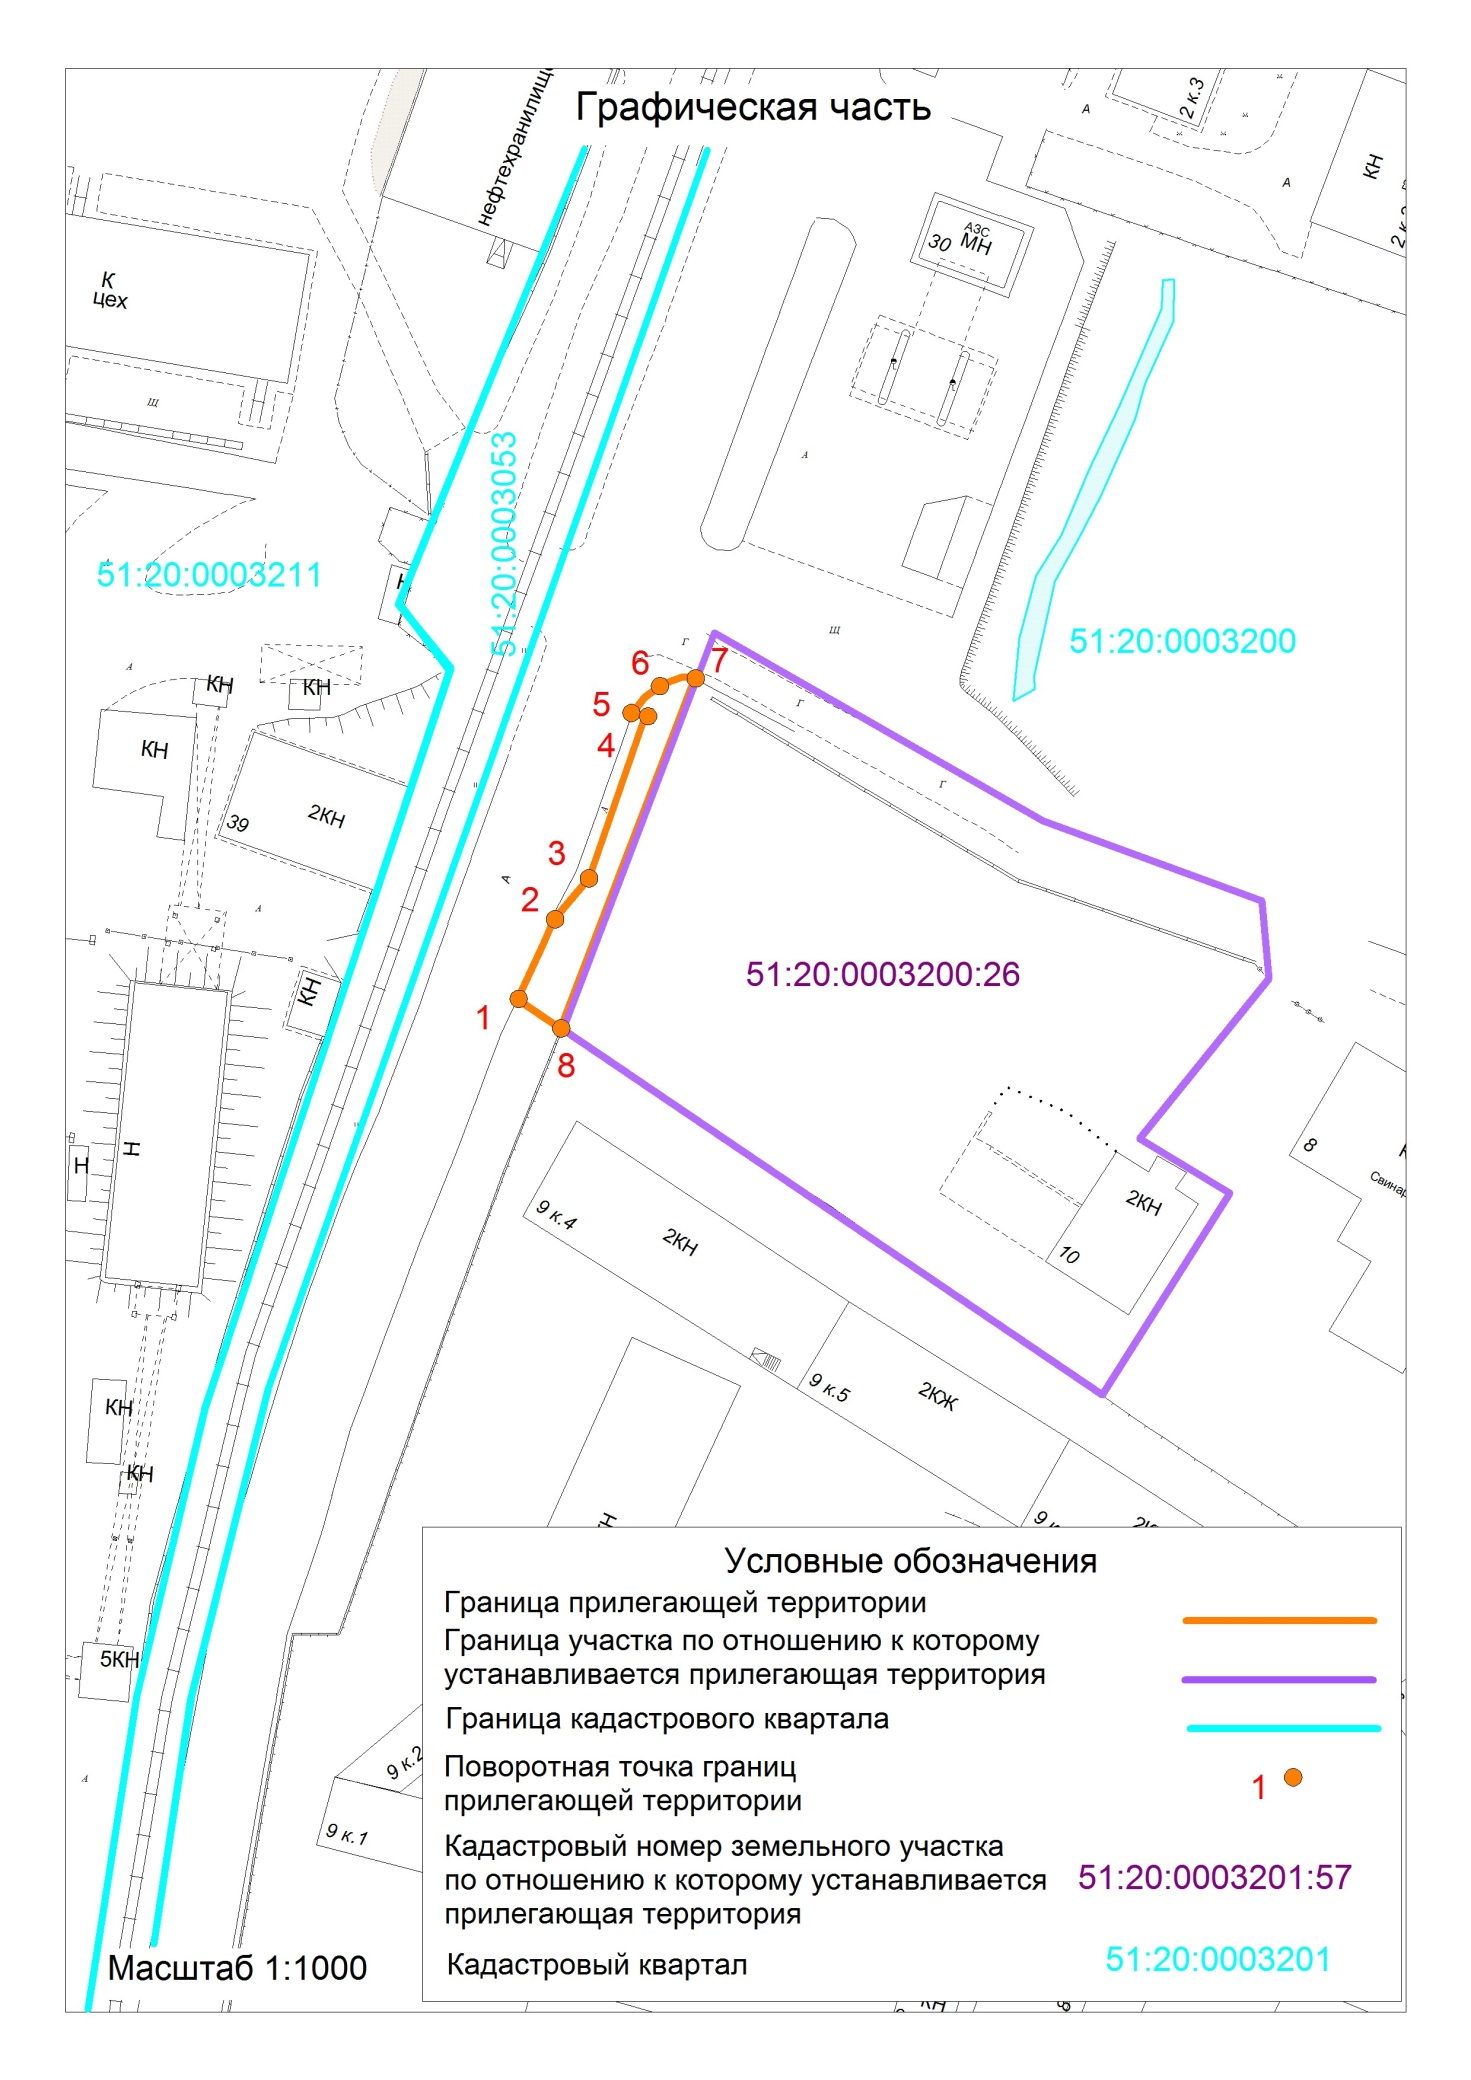 Графическая часть
нефтехранилище
2 к.3
КН
А
А
АЗС
30
МН
К
цех
Щ
А
51:20:0003053
51:20:0003211
Н
51:20:0003200
Щ
Г
6
7
5
Г
4
А
КН
КН
КН
Г
2КН
39
А
3
А
А
2
51:20:0003200:26
КН
1
8
Н
Н
8
Свинар
2КН
10
9 к.4
2КН
9 к.5
2КЖ
КН
КН
5КН
А
9 к.2
9 к.1
Условные обозначения
Граница прилегающей территории
Граница участка по отношению к которому
устанавливается прилегающая территория
Граница кадастрового квартала
Поворотная точка границ
прилегающей территории
1
Кадастровый номер земельного участка
по отношению к которому устанавливается
прилегающая территория
51:20:0003201:57
Кадастровый квартал
51:20:0003201
Масштаб 1:1000